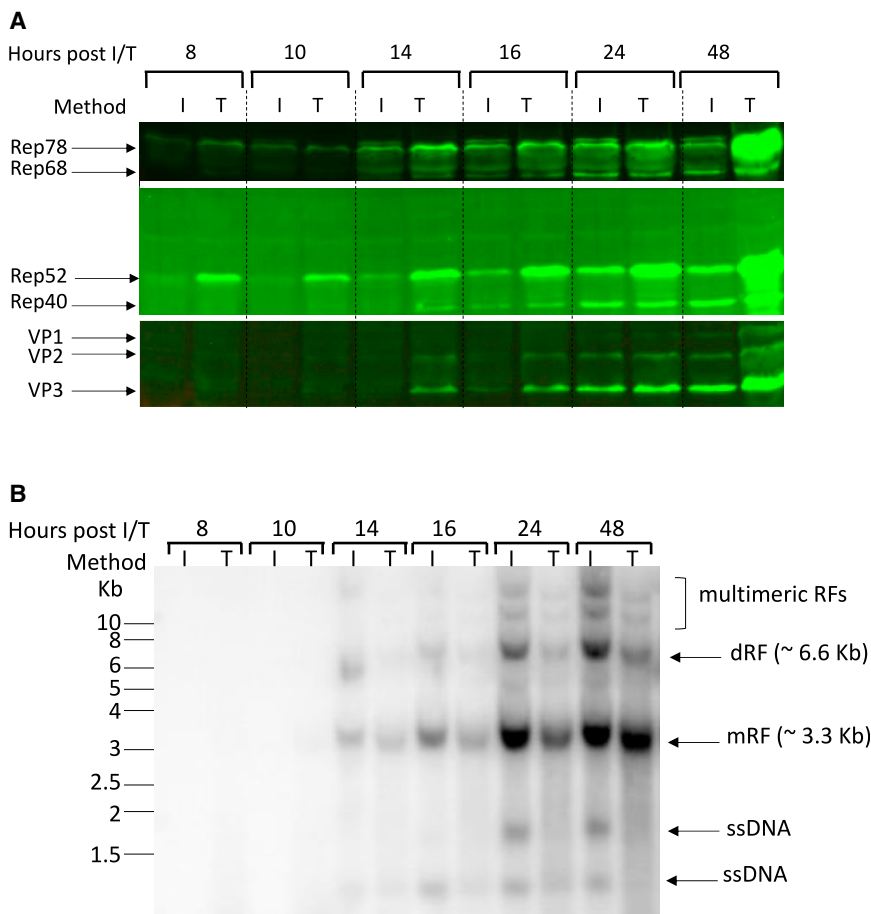 A
Hours post I/T 8 10 14 16 24 48
Method I T I T I T I T I T I T
Rep78
Rep68
Rep52
Rep40
VP1
VP2
VP3
B
Hours post I/T 8 10 14 16 24 48
Method I T I T I T I T I T I T
Kb
multimeric RFs
10
8
dRF (~ 6.6 Kb)
6
5
4
mRF (~ 3.3 Kb)
3
2.5
2
ssDNA
1.5
ssDNA